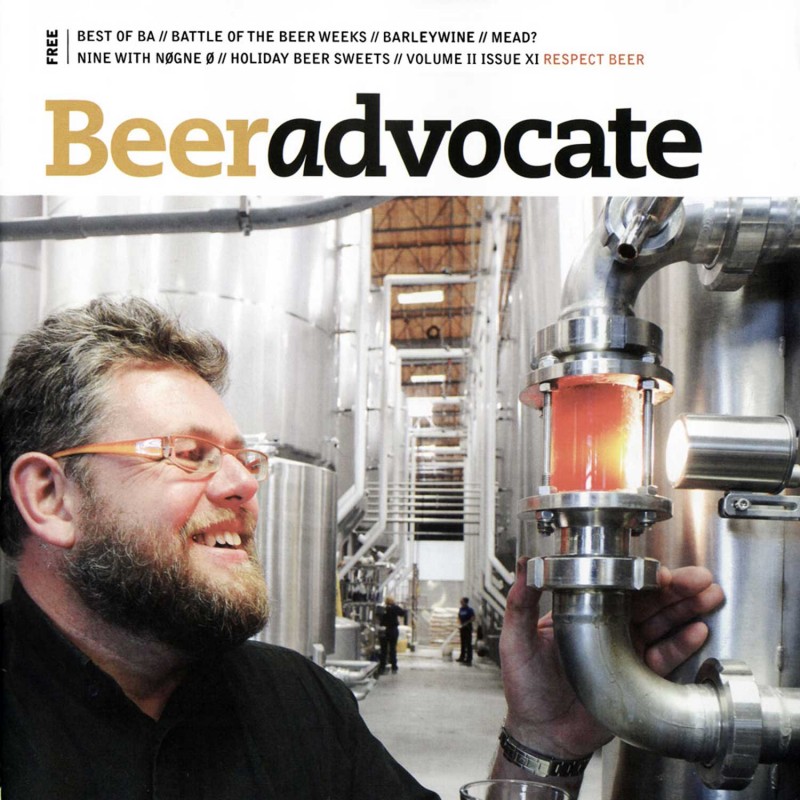 FREE
BEST OF BA // BATTLE OF THE BEER WEEKS // BARLEYWINE // MEAD?
NINE WITH NØGNE Ø // HOLIDAY BEER SWEETS // VOLUME II ISSUE XI RESPECT BEER
Beeradvocate